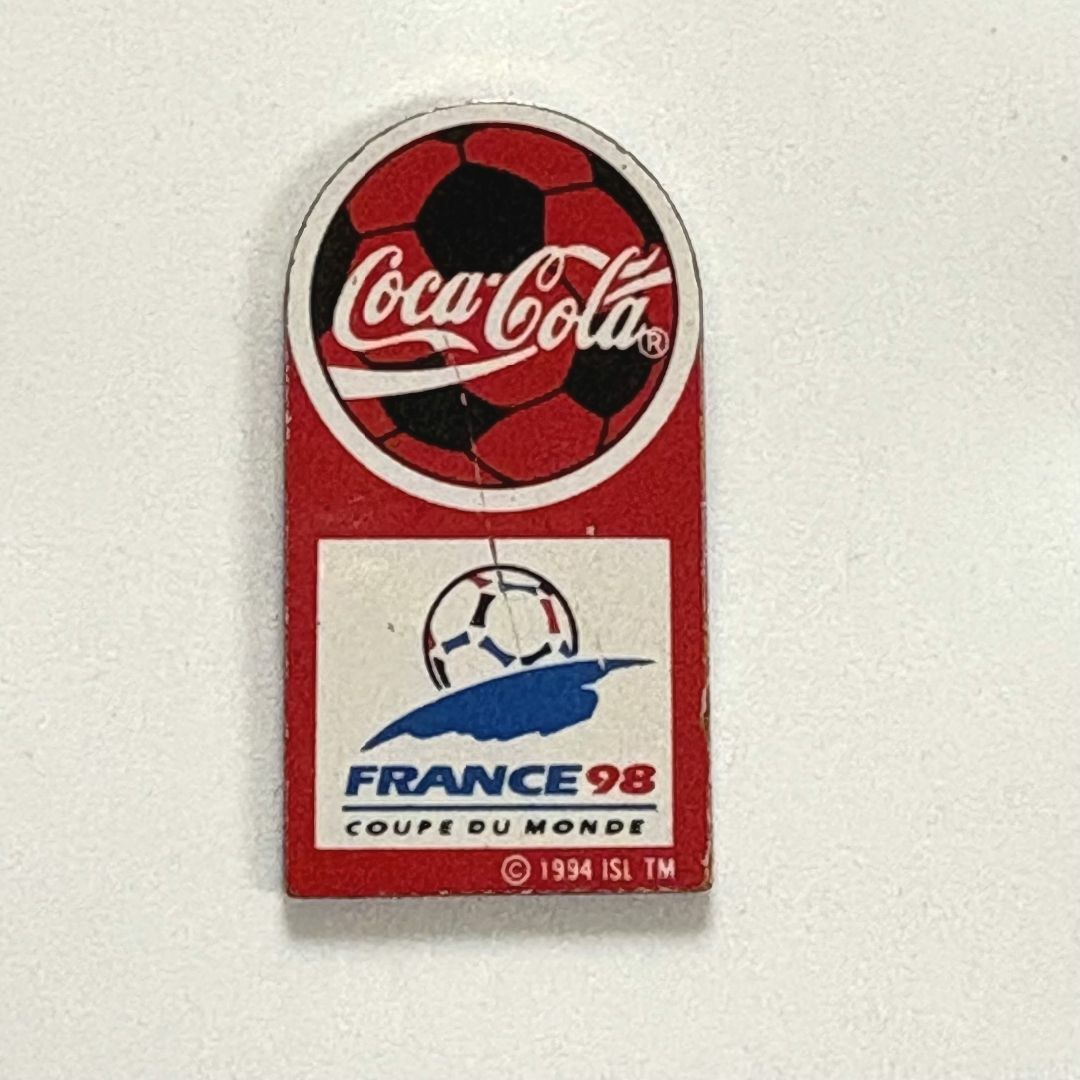 Coca-Cola®
FRANCE 98
COUPE DU MONDE
© 1994 ISL TM